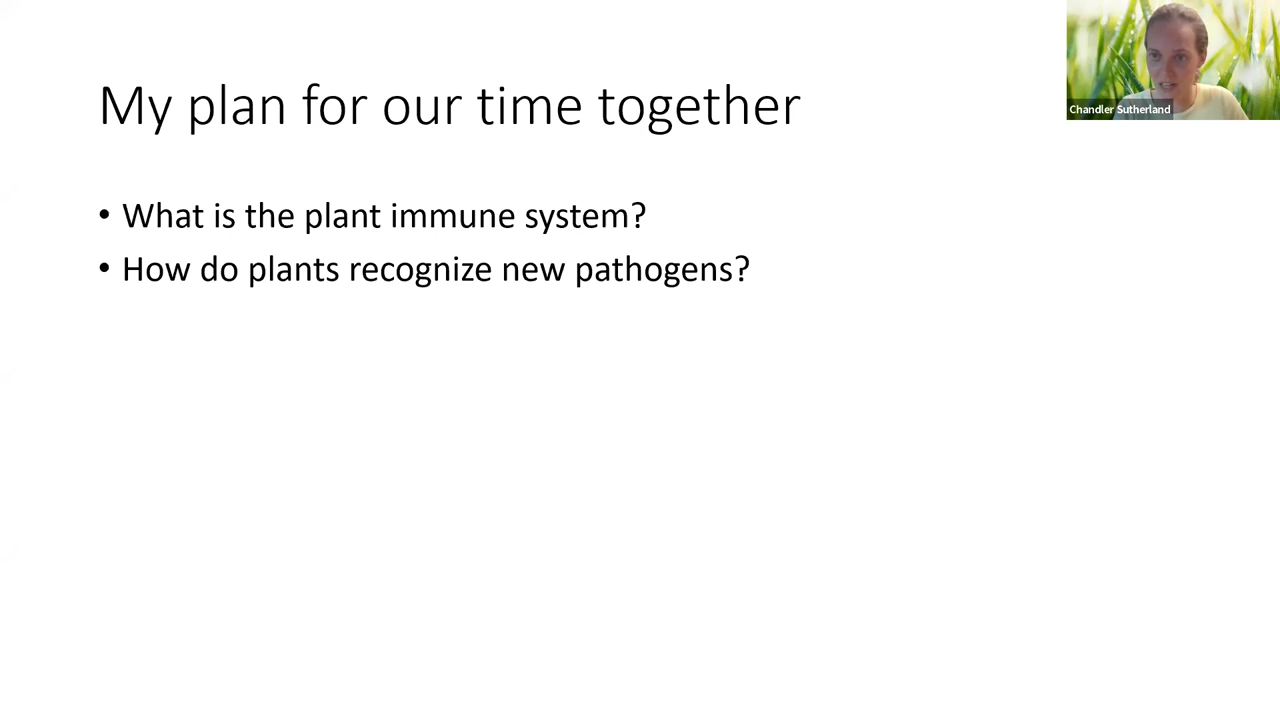 My plan for our time together
Chandler Sutherland
• What is the plant immune system?
• How do plants recognize new pathogens?